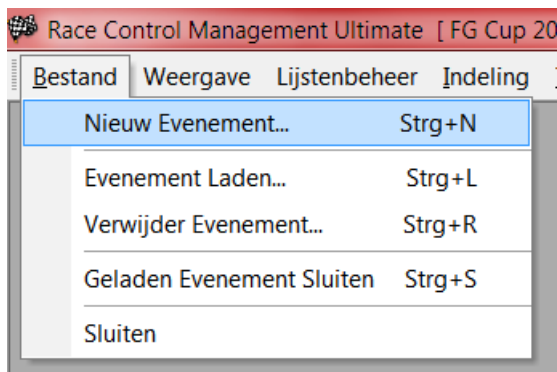 Race Control Management Ultimate [ FG Cup 20
Bestand Weergave Lijstenbeheer Indeling
Nieuw Evenement... Strg+N
Evenement Laden... Strg+L
Verwijder Evenement... Strg+R
Geladen Evenement Sluiten Strg+S
Sluiten